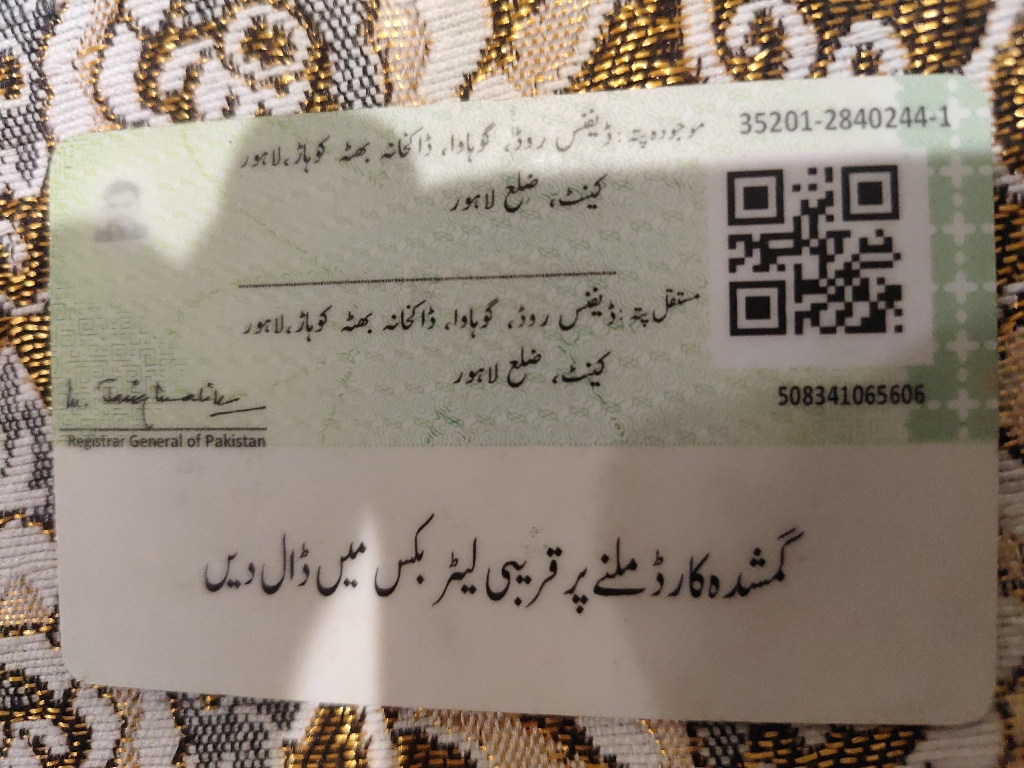 35201-2840244-1
موجودہ پتہ: ڈیفنس روڈ، گوہاوا، ڈاکخانہ بھٹہ کوہاڑ،لاہور
کینٹ، ضلع لاہور
مستقل پتہ: ڈیفنس روڈ، گوہاوا، ڈاکخانہ بھٹہ کوہاڑ،لاہور
کینٹ، ضلع لاہور
508341065606
Registrar General of Pakistan
گمشدہ کارڈ ملنے پر قریبی لیٹر بکس میں ڈال دیں